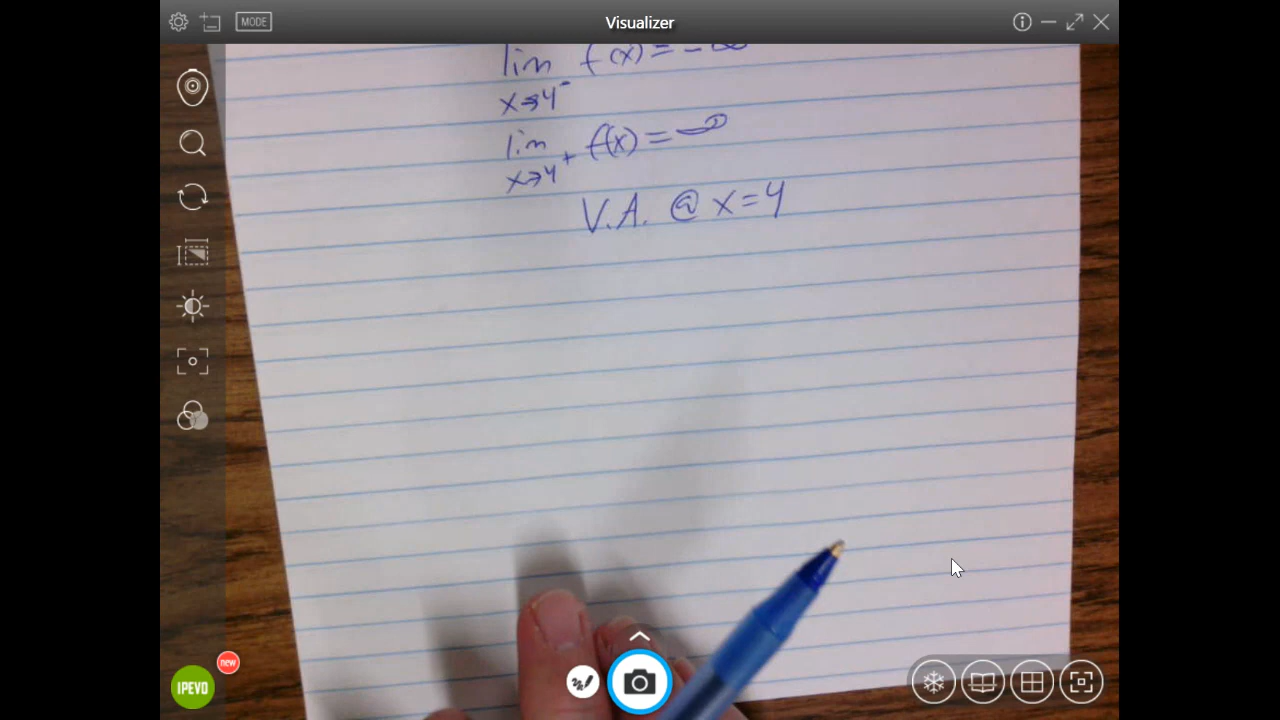 Visualizer
MODE
lim f(x) = -∞
x→4⁻
lim f(x) = ∞
x→4⁺
V.A. @ x=4
new
IPEVO